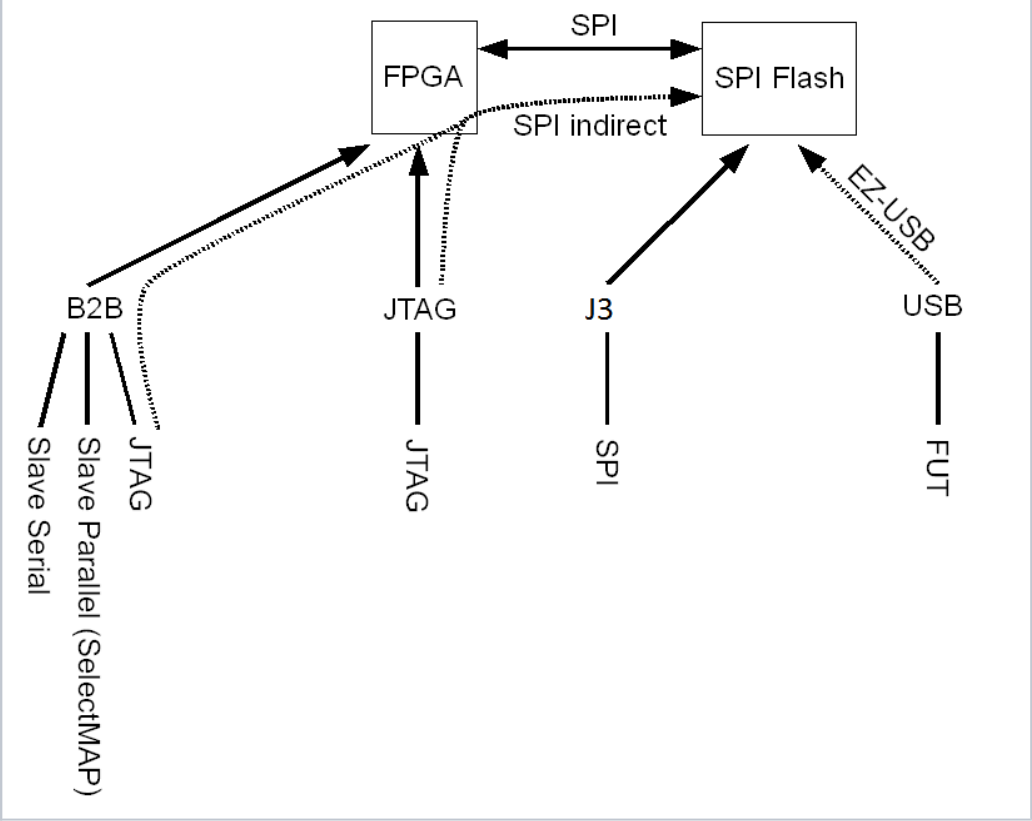 SPI
FPGA
SPI Flash
SPI indirect
EZ-USB
B2B
JTAG
J3
USB
Slave Serial
Slave Parallel (SelectMAP)
JTAG
JTAG
SPI
FUT